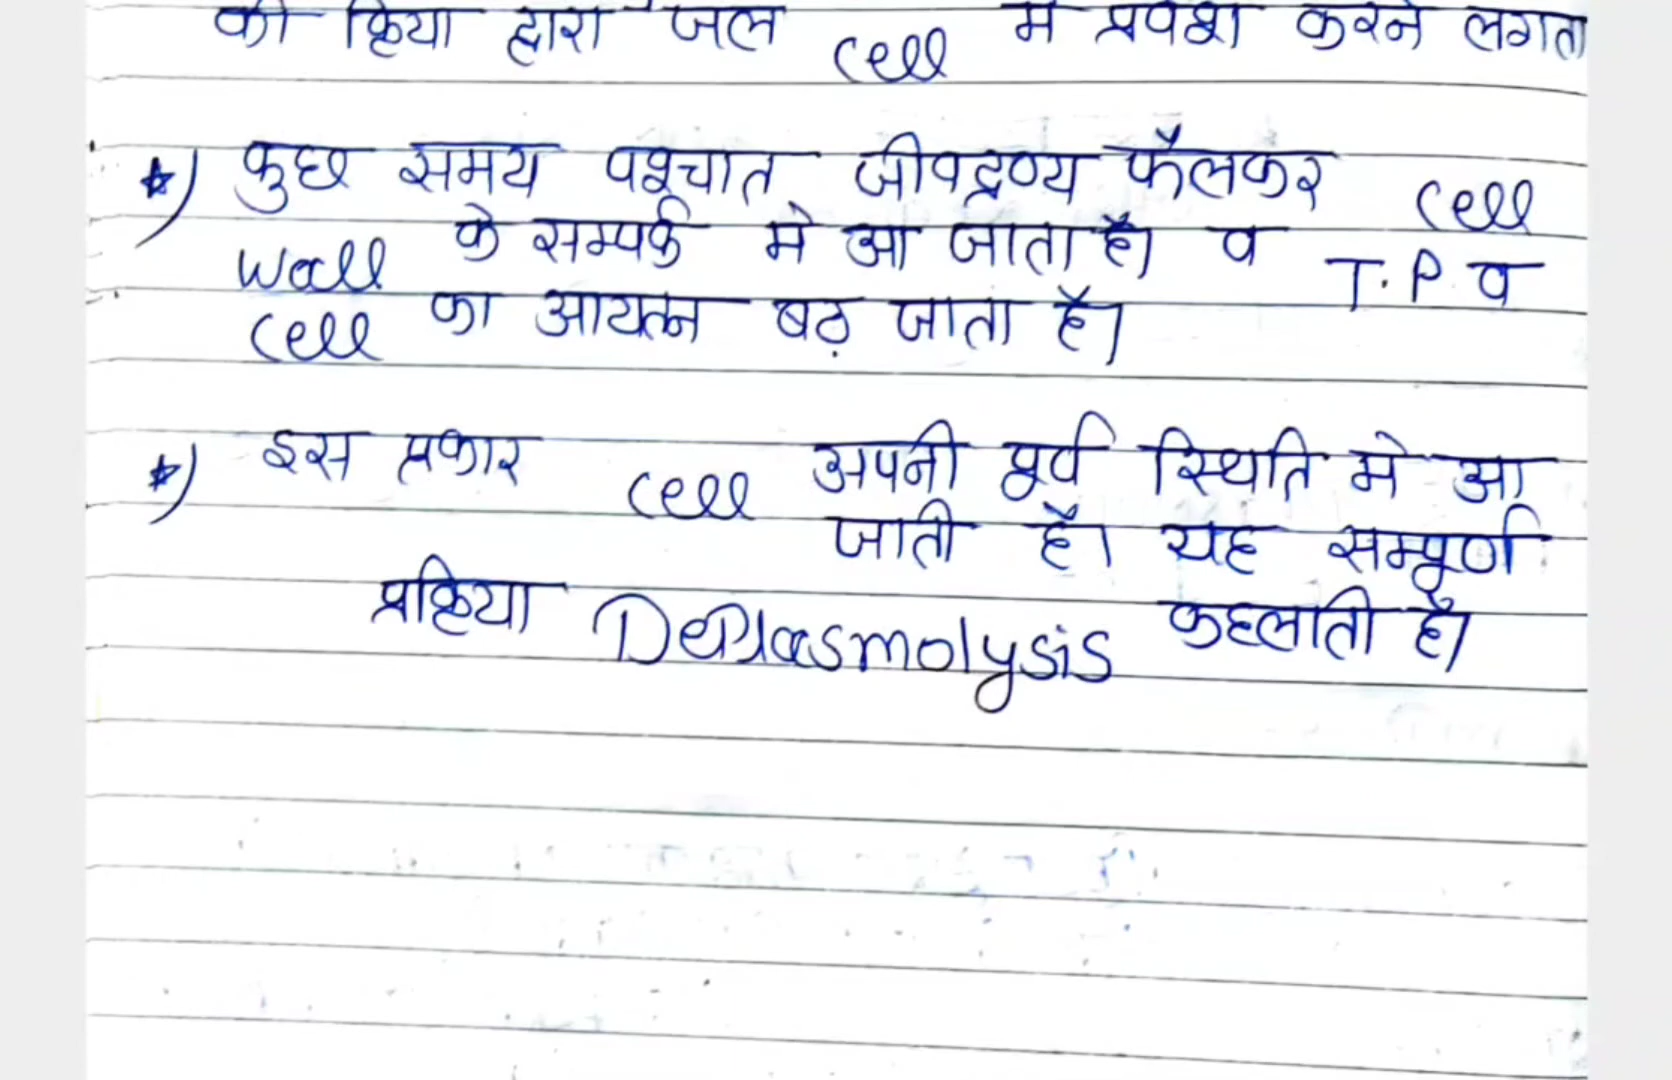 की क्रिया द्वारा जल cell मे प्रवेश करने लगता
*) कुछ समय पश्चात जीवद्रव्य फैलकर cell
wall के सम्पर्क मे आ जाता है। व T.P व
cell का आयतन बढ़ जाता है।
*) इस प्रकार cell अपनी पूर्व स्थिति मे आ
जाती है। यह सम्पूर्ण
प्रक्रिया DePlasmolysis कहलाती है।